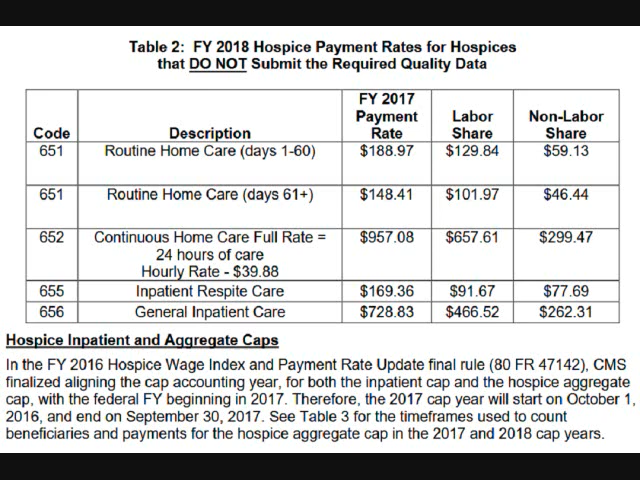 Table 2: FY 2018 Hospice Payment Rates for Hospices
that DO NOT Submit the Required Quality Data
Code Description FY 2017 Payment Rate Labor Share Non-Labor Share
651 Routine Home Care (days 1-60) $188.97 $129.84 $59.13
651 Routine Home Care (days 61+) $148.41 $101.97 $46.44
652 Continuous Home Care Full Rate = $957.08 $657.61 $299.47
24 hours of care
Hourly Rate - $39.88
655 Inpatient Respite Care $169.36 $91.67 $77.69
656 General Inpatient Care $728.83 $466.52 $262.31
Hospice Inpatient and Aggregate Caps
In the FY 2016 Hospice Wage Index and Payment Rate Update final rule (80 FR 47142), CMS
finalized aligning the cap accounting year, for both the inpatient cap and the hospice aggregate
cap, with the federal FY beginning in 2017. Therefore, the 2017 cap year will start on October 1,
2016, and end on September 30, 2017. See Table 3 for the timeframes used to count
beneficiaries and payments for the hospice aggregate cap in the 2017 and 2018 cap years.